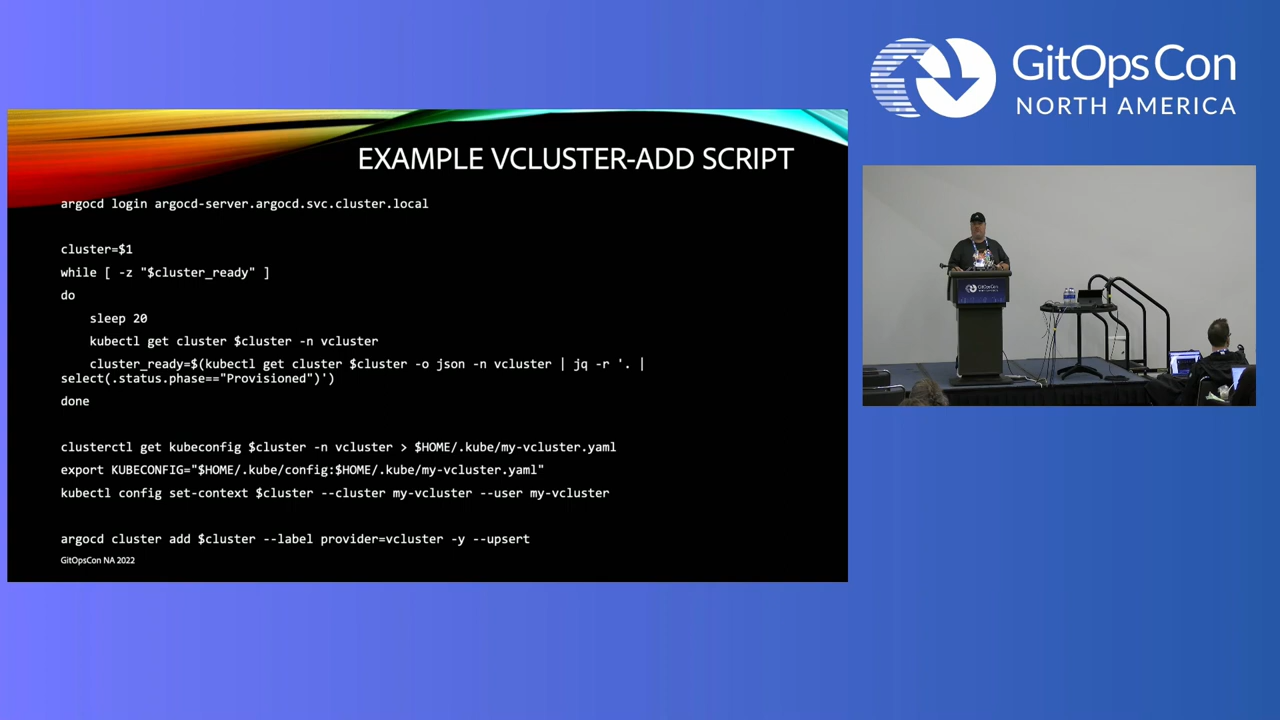 GitOpsCon
NORTH AMERICA
EXAMPLE VCLUSTER-ADD SCRIPT
argocd login argocd-server.argocd.svc.cluster.local
cluster=$1
while [ -z "$cluster_ready" ]
do
sleep 20
kubectl get cluster $cluster -n vcluster
cluster_ready=$(kubectl get cluster $cluster -o json -n vcluster | jq -r '. |
select(.status.phase=="Provisioned")')
done
clusterctl get kubeconfig $cluster -n vcluster > $HOME/.kube/my-vcluster.yaml
export KUBECONFIG="$HOME/.kube/config:$HOME/.kube/my-vcluster.yaml"
kubectl config set-context $cluster --cluster my-vcluster --user my-vcluster
argocd cluster add $cluster --label provider=vcluster -y --upsert
GitOpsCon NA 2022
GitOpsCon